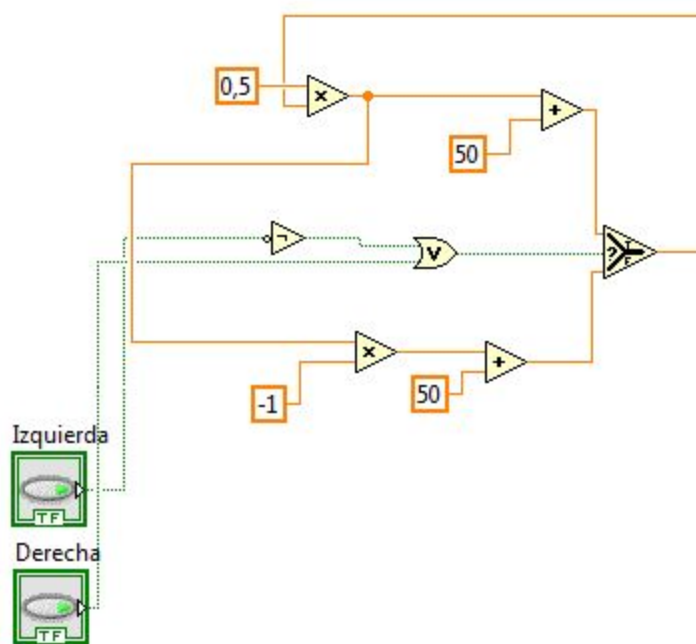 0,5
x
+
50
¬
V
?
T
F
x
+
-1
50
Izquierda
TF
Derecha
TF